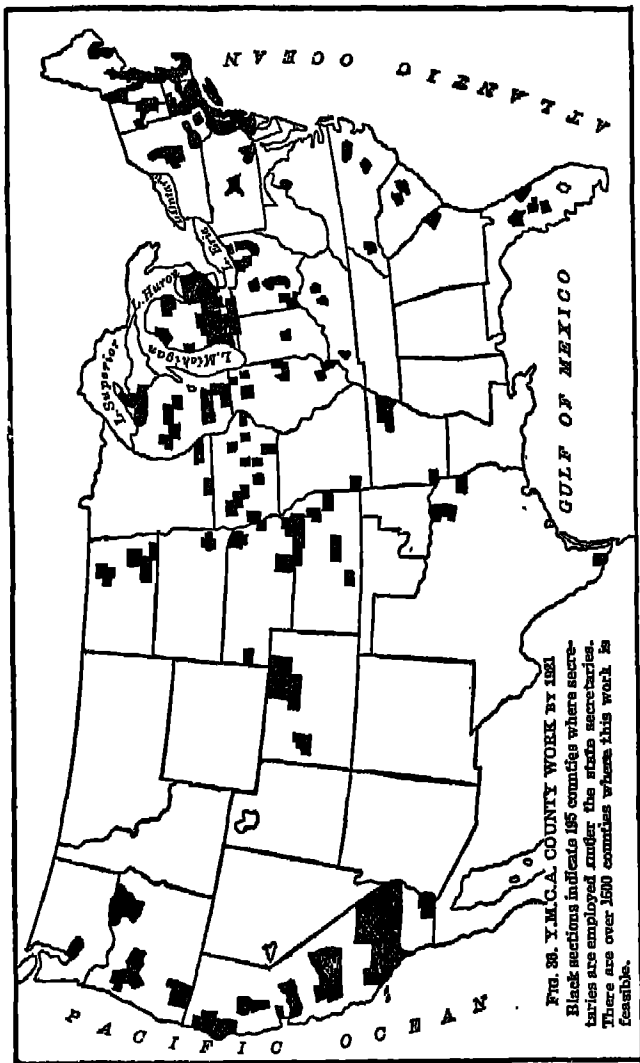 PACIFIC OCEAN
ATLANTIC OCEAN
GULF OF MEXICO
L. Superior
L. Michigan
L. Huron
L. Erie
Ontario
FIG. 38. Y.M.C.A. COUNTY WORK BY 1921
Black sections indicate 195 counties where secre-
taries are employed under the state secretaries.
There are over 1500 counties where this work is
feasible.